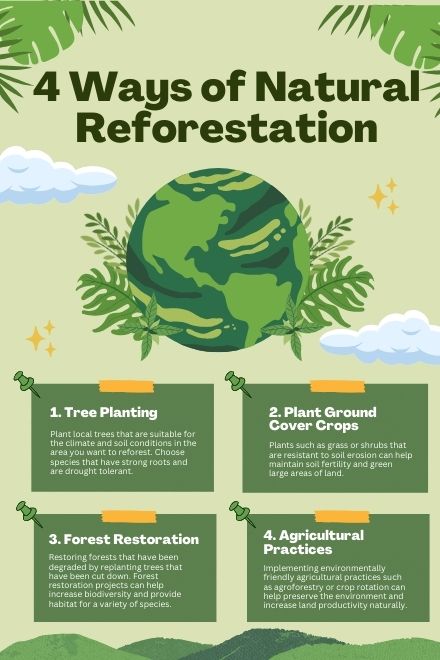 4 Ways of Natural
Reforestation
1. Tree Planting
Plant local trees that are suitable for
the climate and soil conditions in the
area you want to reforest. Choose
species that have strong roots and
are drought tolerant.
2. Plant Ground
Cover Crops
Plants such as grass or shrubs that
are resistant to soil erosion can help
maintain soil fertility and green
large areas of land.
3. Forest Restoration
Restoring forests that have been
degraded by replanting trees that
have been cut down. Forest
restoration projects can help
increase biodiversity and provide
habitat for a variety of species.
4. Agricultural
Practices
Implementing environmentally
friendly agricultural practices such
as agroforestry or crop rotation can
help preserve the environment and
increase land productivity naturally.